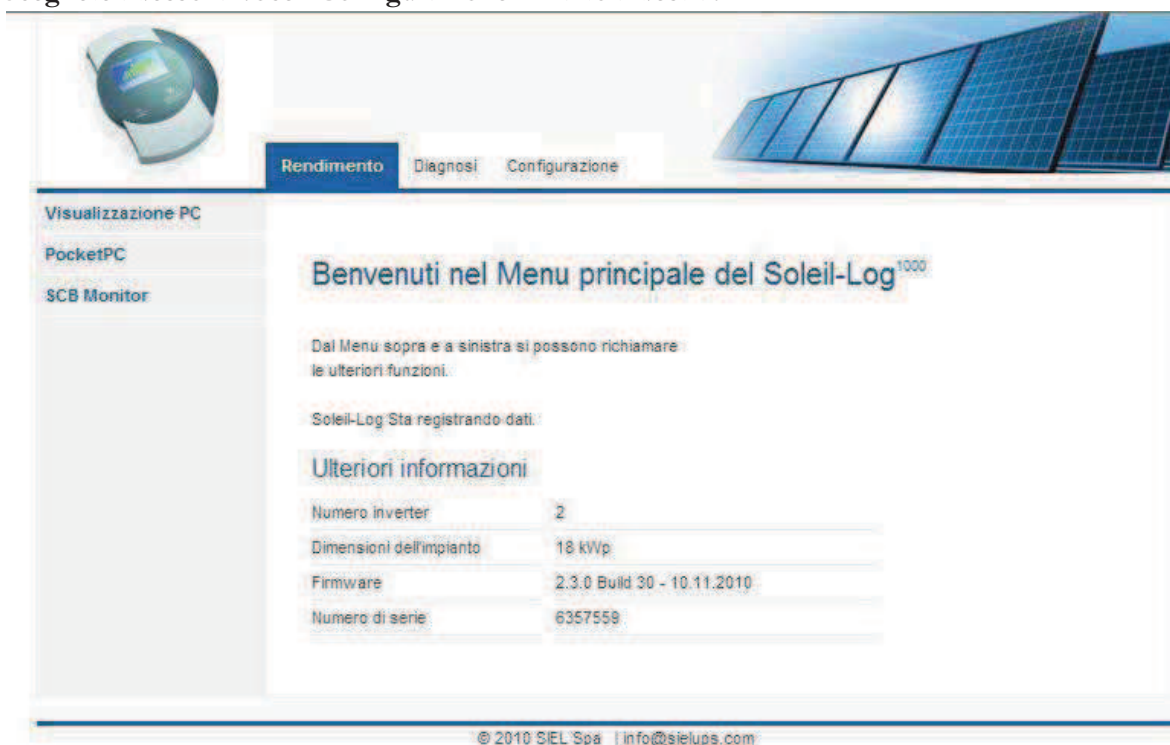 Rendimento Diagnosi Configurazione
Visualizzazione PC
PocketPC
SCB Monitor
Benvenuti nel Menu principale del Soleil-Log1000
Dal Menu sopra e a sinistra si possono richiamare
le ulteriori funzioni.
Soleil-Log Sta registrando dati.
Ulteriori informazioni
Numero inverter 2
Dimensioni dell'impianto 18 kWp
Firmware 2.3.0 Build 30 - 10.11.2010
Numero di serie 6357559
© 2010 SIEL Spa | info@sielups.com